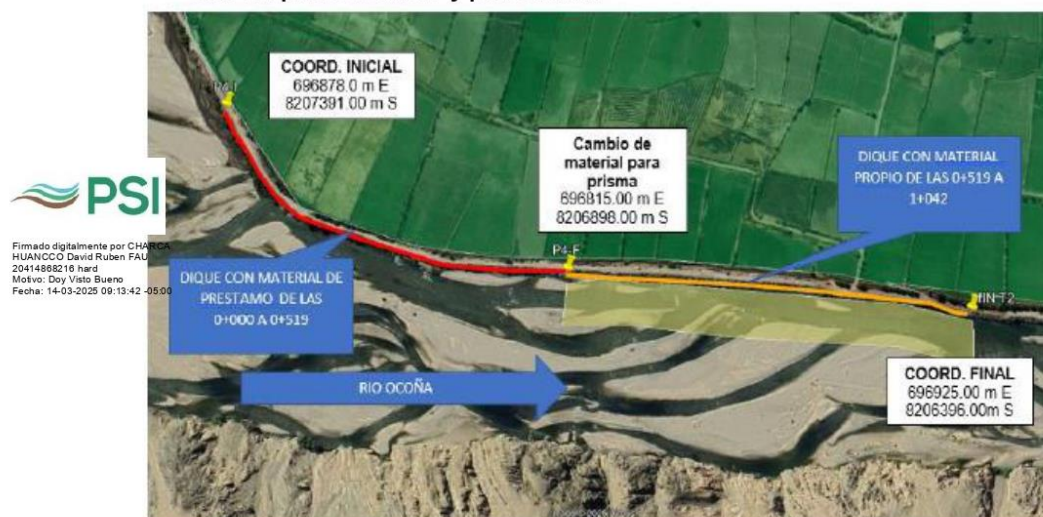 COORD. INICIAL
696878.0 m E
8207391.00 m S
Cambio de
material para
prisma
696815.00 m E
8206898.00 m S
DIQUE CON MATERIAL
PROPIO DE LAS 0+519 A
1+042
PSI
Firmado digitalmente por CHARCA
HUANCCO David Ruben FAU
20414868216 hard
Motivo: Doy Visto Bueno
Fecha: 14-03-2025 09:13:42 -05:00
P4-F
DIQUE CON MATERIAL DE
PRESTAMO DE LAS
0+000 A 0+519
fIN-T2
RIO OCOÑA
COORD. FINAL
696925.00 m E
8206396.00m S